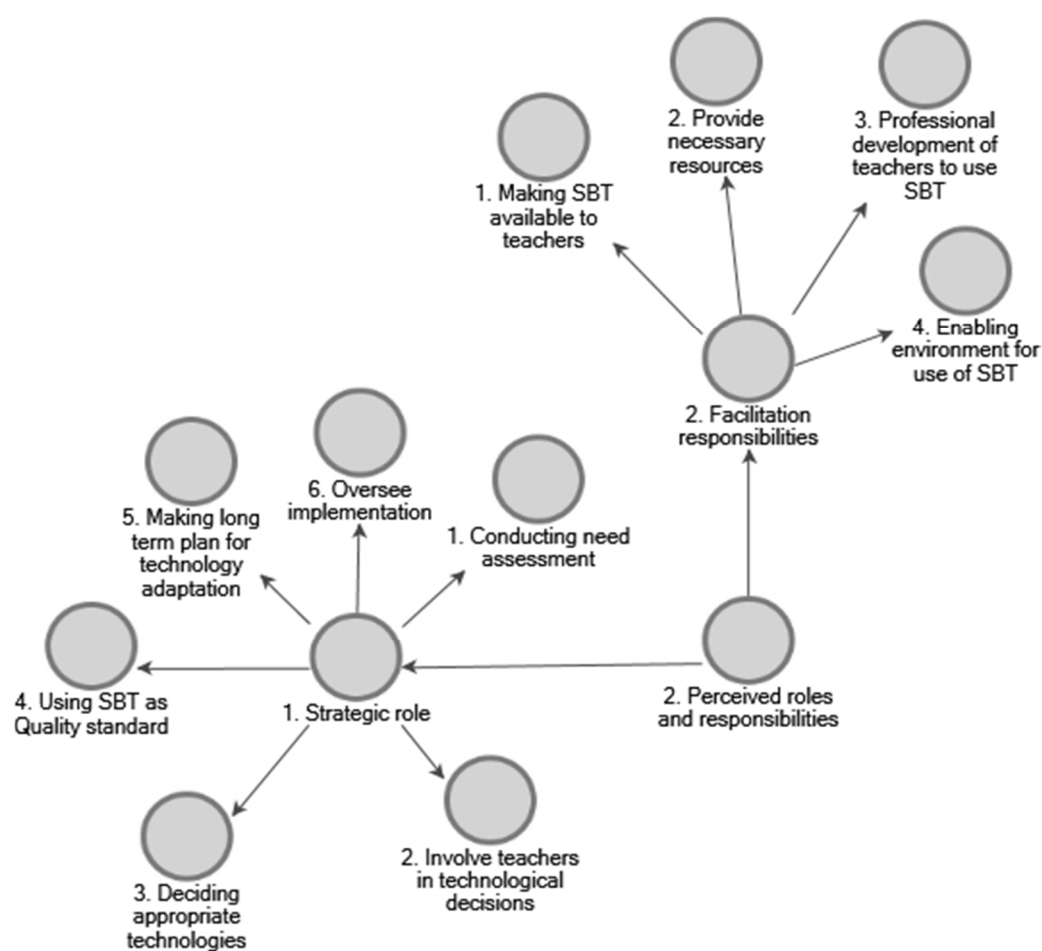 2. Provide
necessary
resources
3. Professional
development of
teachers to use
SBT
1. Making SBT
available to
teachers
4. Enabling
environment for
use of SBT
2. Facilitation
responsibilities
6. Oversee
implementation
5. Making long
term plan for
technology
adaptation
1. Conducting need
assessment
4. Using SBT as
Quality standard
1. Strategic role
2. Perceived roles
and responsibilities
3. Deciding
appropriate
technologies
2. Involve teachers
in technological
decisions